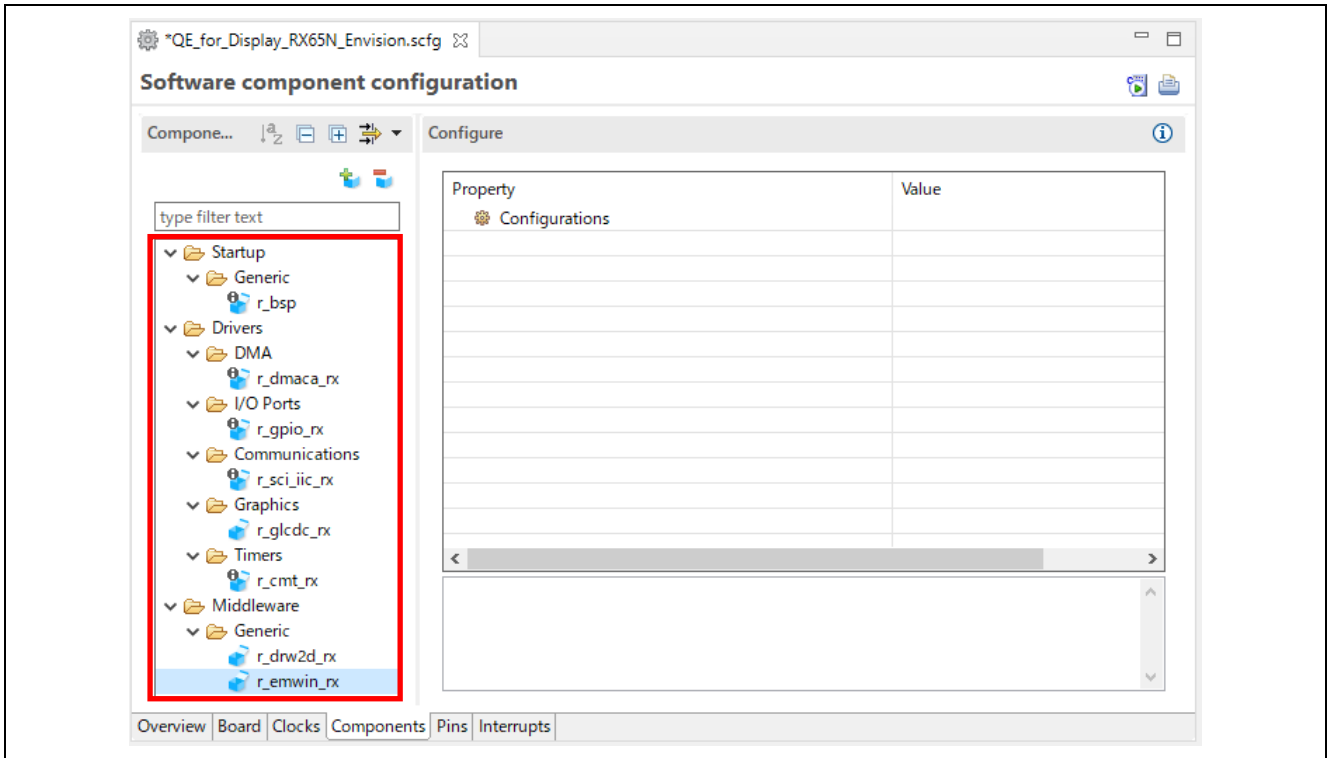 *QE_for_Display_RX65N_Envision.scfg
Software component configuration
Compone...
Configure
type filter text
Property Value
Configurations
Startup
Generic
r_bsp
Drivers
DMA
r_dmaca_rx
I/O Ports
r_gpio_rx
Communications
r_sci_iic_rx
Graphics
r_glcdc_rx
Timers
r_cmt_rx
Middleware
Generic
r_drw2d_rx
r_emwin_rx
Overview Board Clocks Components Pins Interrupts